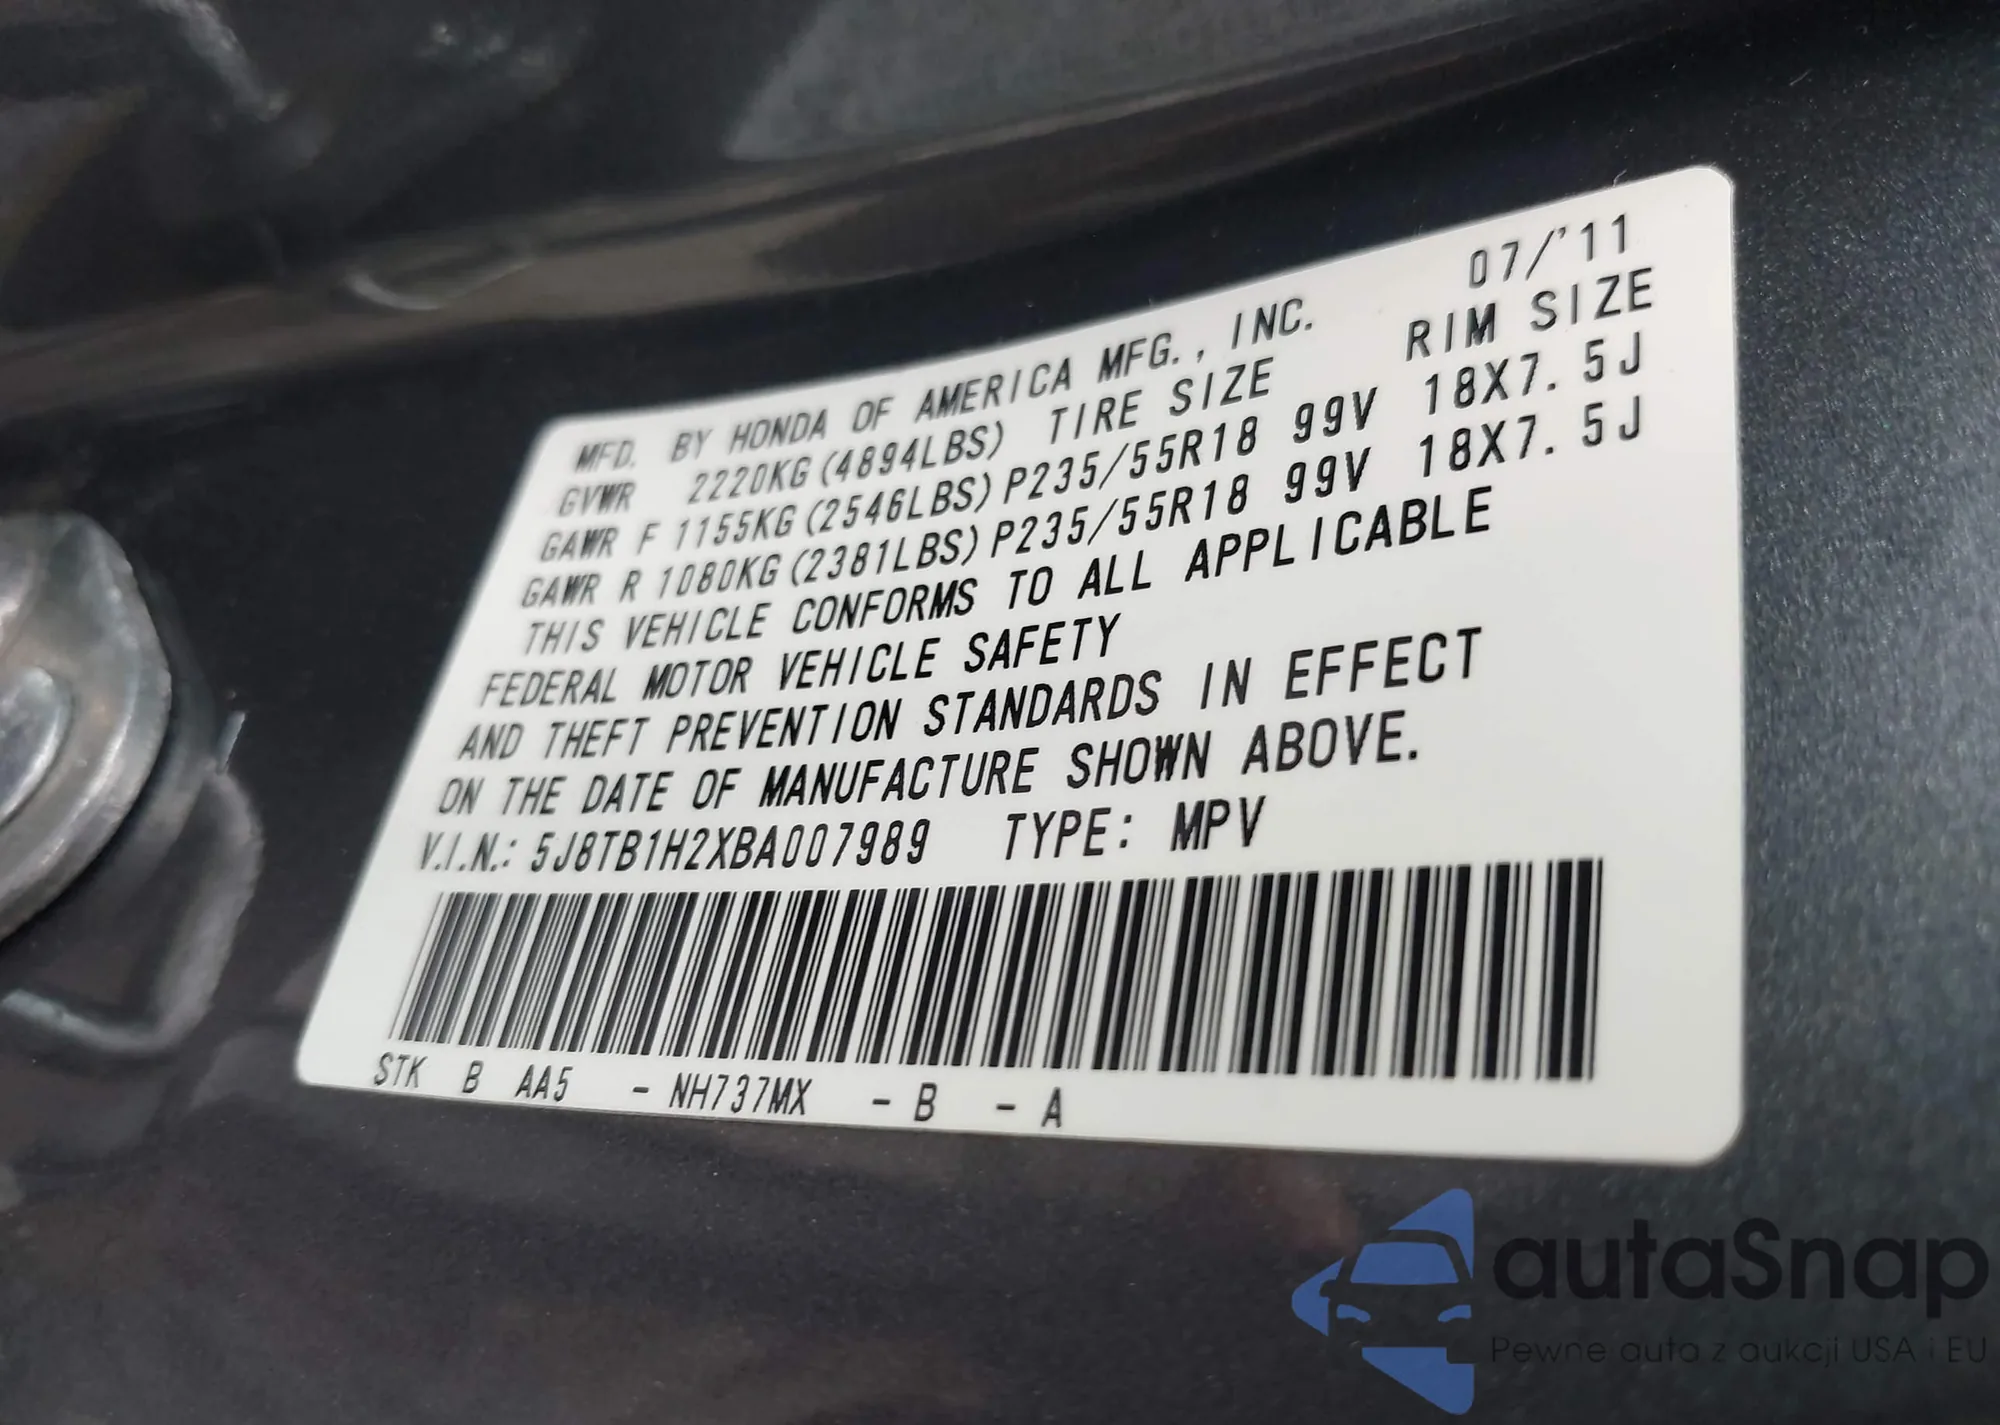 07/'11
MFD. BY HONDA OF AMERICA MFG., INC.
GVWR 2220KG(4894LBS) TIRE SIZE RIM SIZE
GAWR F 1155KG(2546LBS) P235/55R18 99V 18X7.5J
GAWR R 1080KG(2381LBS) P235/55R18 99V 18X7.5J
THIS VEHICLE CONFORMS TO ALL APPLICABLE
FEDERAL MOTOR VEHICLE SAFETY
AND THEFT PREVENTION STANDARDS IN EFFECT
ON THE DATE OF MANUFACTURE SHOWN ABOVE.
V.I.N.: 5J8TB1H2XBA007989 TYPE: MPV
STK B AA5 - NH737MX - B - A
autaSnap
Pewne auta z aukcji USA i EU